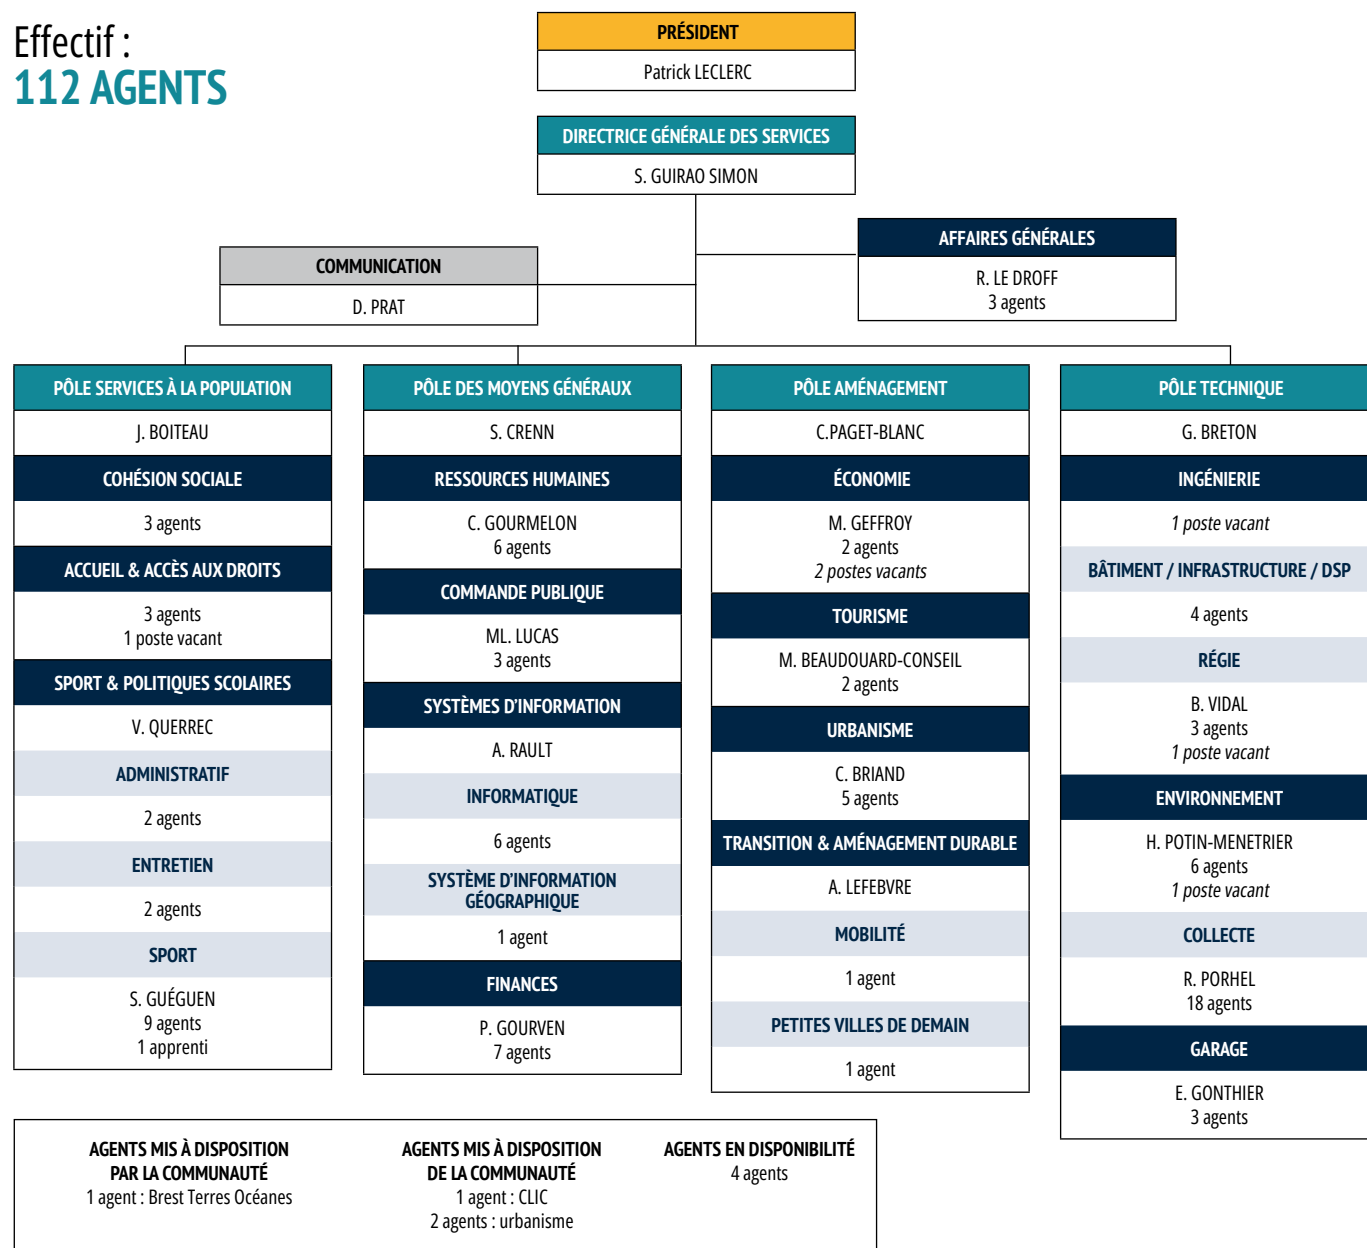 Effectif :
112 AGENTS
PRÉSIDENT
Patrick LECLERC
DIRECTRICE GÉNÉRALE DES SERVICES
S. GUIRAO SIMON
AFFAIRES GÉNÉRALES
R. LE DROFF
3 agents
COMMUNICATION
D. PRAT
PÔLE SERVICES À LA POPULATION
J. BOITEAU
COHÉSION SOCIALE
3 agents
ACCUEIL & ACCÈS AUX DROITS
3 agents
1 poste vacant
SPORT & POLITIQUES SCOLAIRES
V. QUERREC
ADMINISTRATIF
2 agents
ENTRETIEN
2 agents
SPORT
S. GUÉGUEN
9 agents
1 apprenti
PÔLE DES MOYENS GÉNÉRAUX
S. CRENN
RESSOURCES HUMAINES
C. GOURMELON
6 agents
COMMANDE PUBLIQUE
ML. LUCAS
3 agents
SYSTÈMES D'INFORMATION
A. RAULT
INFORMATIQUE
6 agents
SYSTÈME D'INFORMATION
GÉOGRAPHIQUE
1 agent
FINANCES
P. GOURVEN
7 agents
PÔLE AMÉNAGEMENT
C.PAGET-BLANC
ÉCONOMIE
M. GEFFROY
2 agents
2 postes vacants
TOURISME
M. BEAUDOUARD-CONSEIL
2 agents
URBANISME
C. BRIAND
5 agents
TRANSITION & AMÉNAGEMENT DURABLE
A. LEFEBVRE
MOBILITÉ
1 agent
PETITES VILLES DE DEMAIN
1 agent
PÔLE TECHNIQUE
G. BRETON
INGÉNIERIE
1 poste vacant
BÂTIMENT / INFRASTRUCTURE / DSP
4 agents
RÉGIE
B. VIDAL
3 agents
1 poste vacant
ENVIRONNEMENT
H. POTIN-MENETRIER
6 agents
1 poste vacant
COLLECTE
R. PORHEL
18 agents
GARAGE
E. GONTHIER
3 agents
AGENTS MIS À DISPOSITION
PAR LA COMMUNAUTÉ
1 agent : Brest Terres Océanes
AGENTS MIS À DISPOSITION
DE LA COMMUNAUTÉ
1 agent : CLIC
2 agents : urbanisme
AGENTS EN DISPONIBILITÉ
4 agents